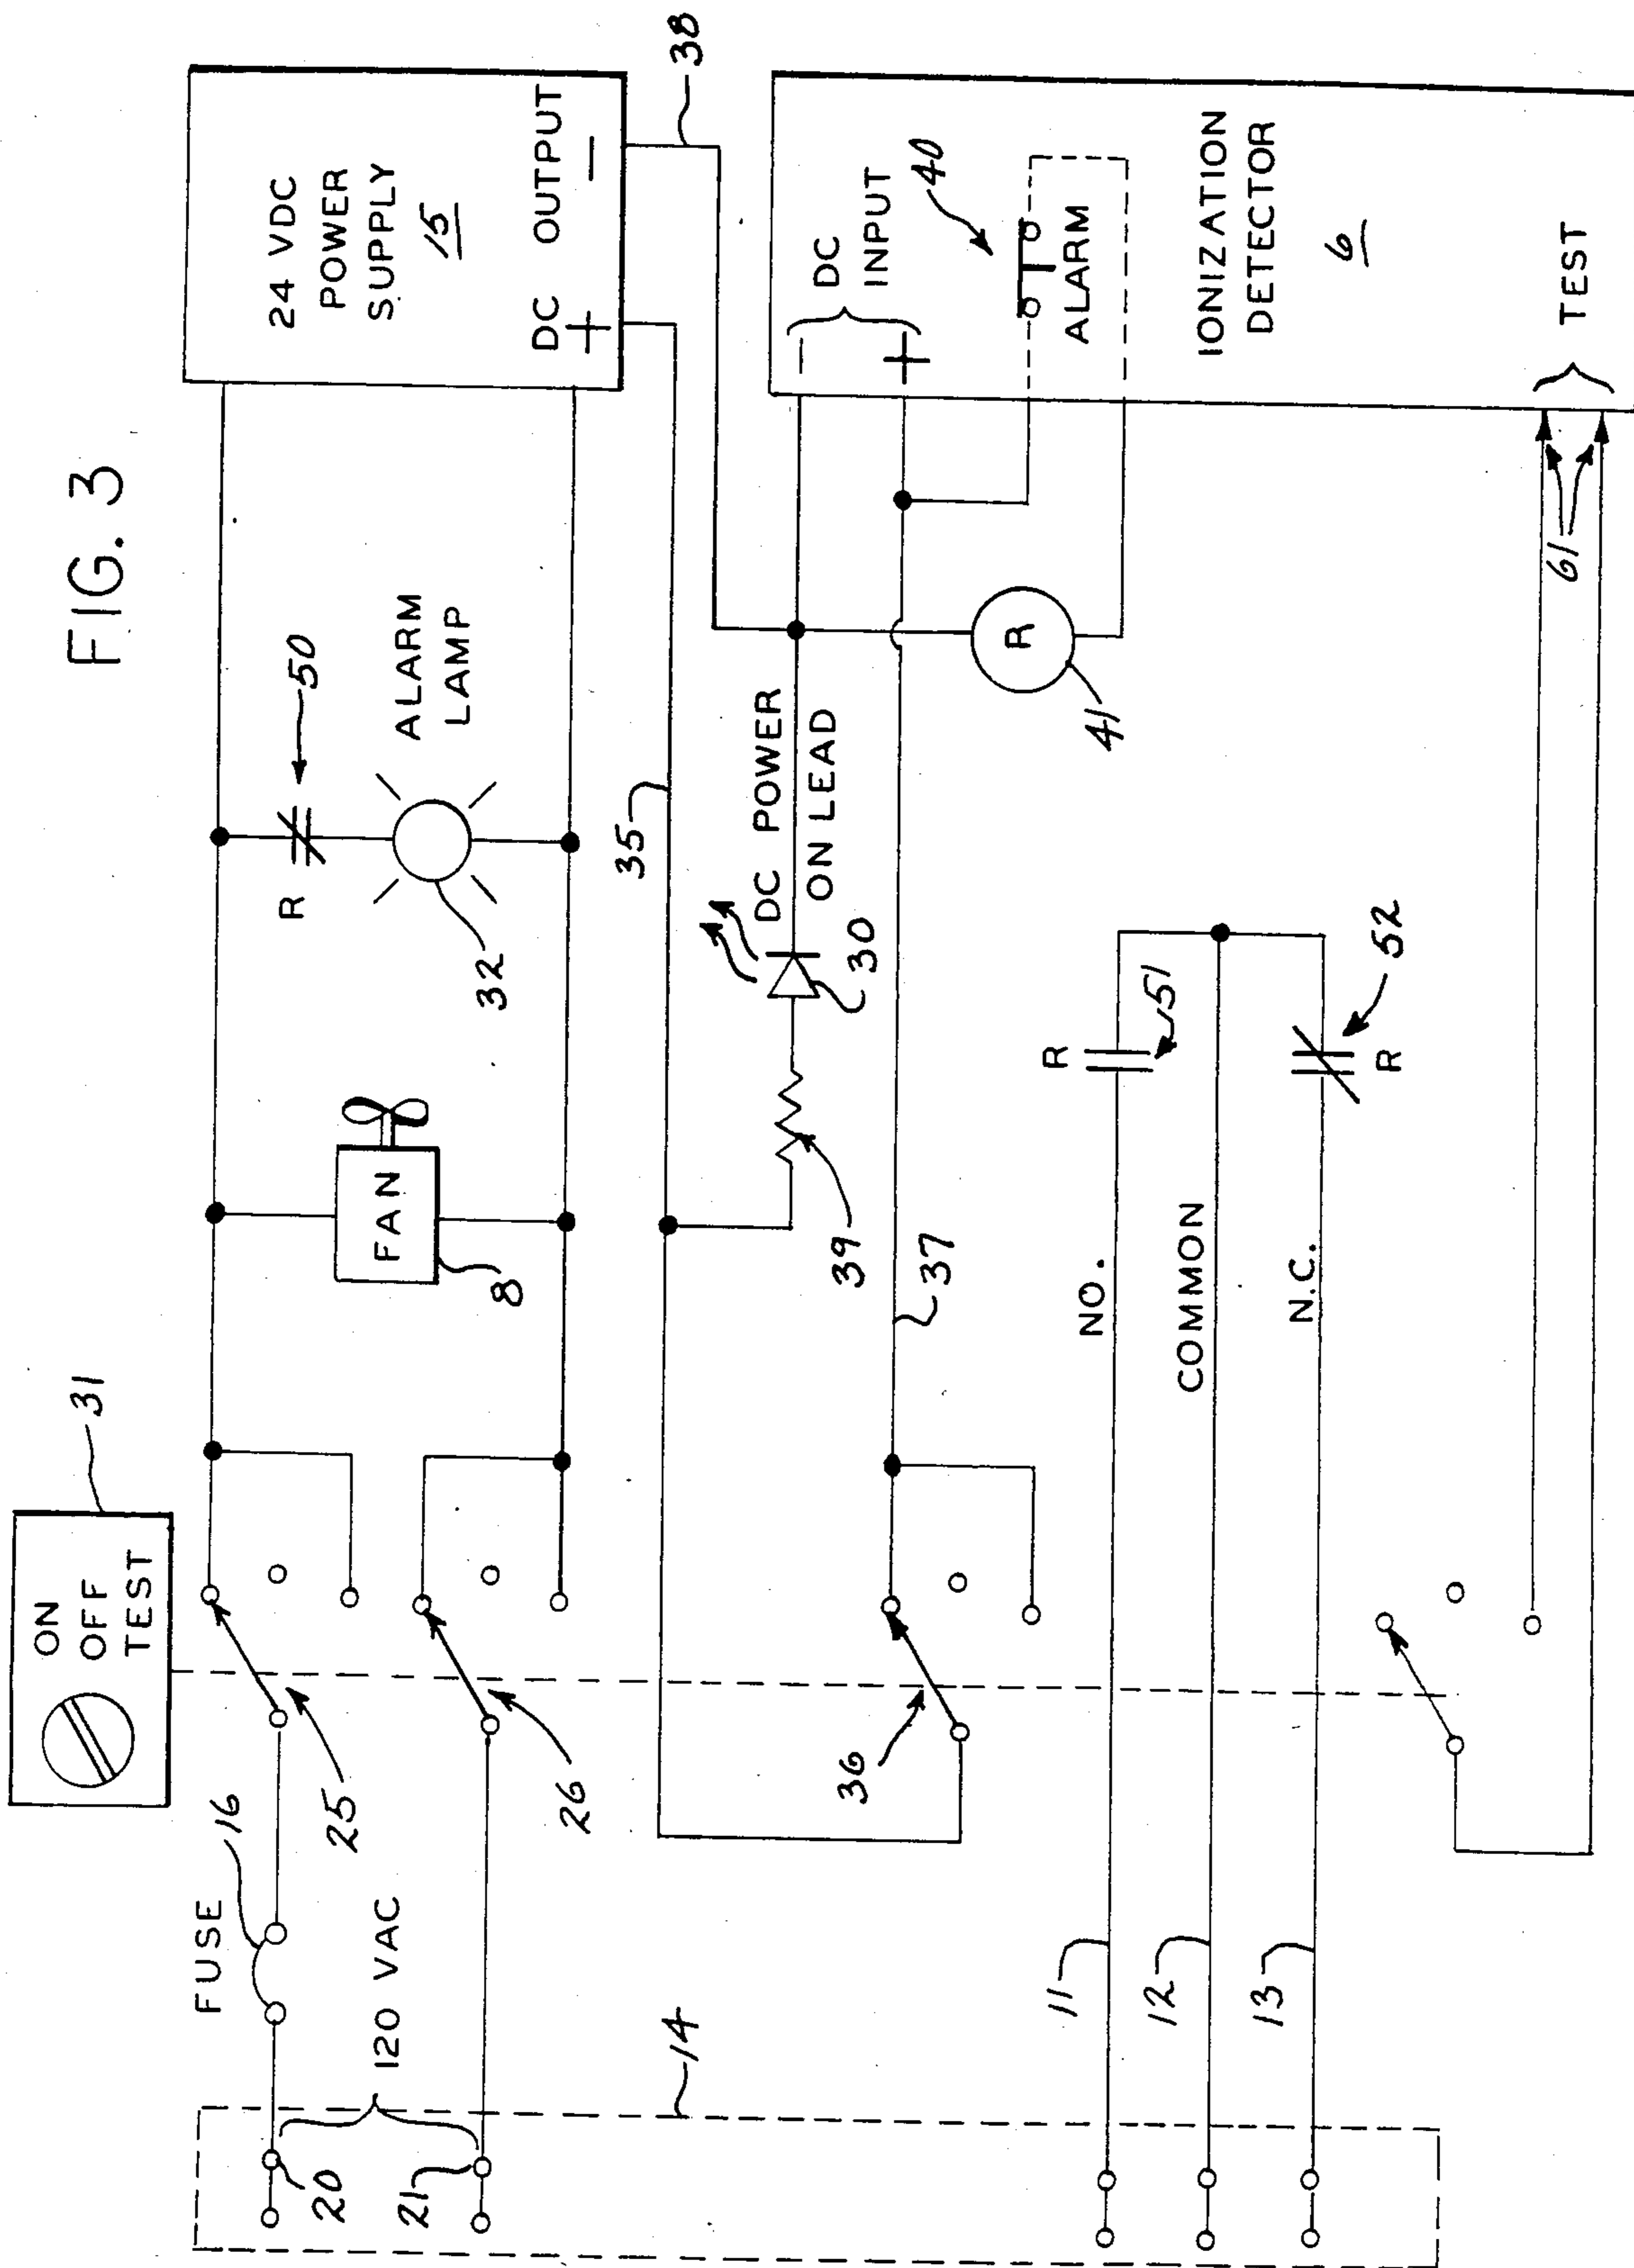 FIG. 3
31
ON
OFF
TEST
FUSE
16
25
120 VAC
20
21
26
14
FAN
8
R
50
ALARM
LAMP
32
24 VDC
POWER
SUPPLY
15
DC OUTPUT
+ −
38
35
DC POWER
ON LEAD
30
39
37
36
R
41
− DC
+ INPUT
40
ALARM
IONIZATION
DETECTOR
6
TEST
61
NO.
R
51
COMMON
N.C.
R
52
11
12
13